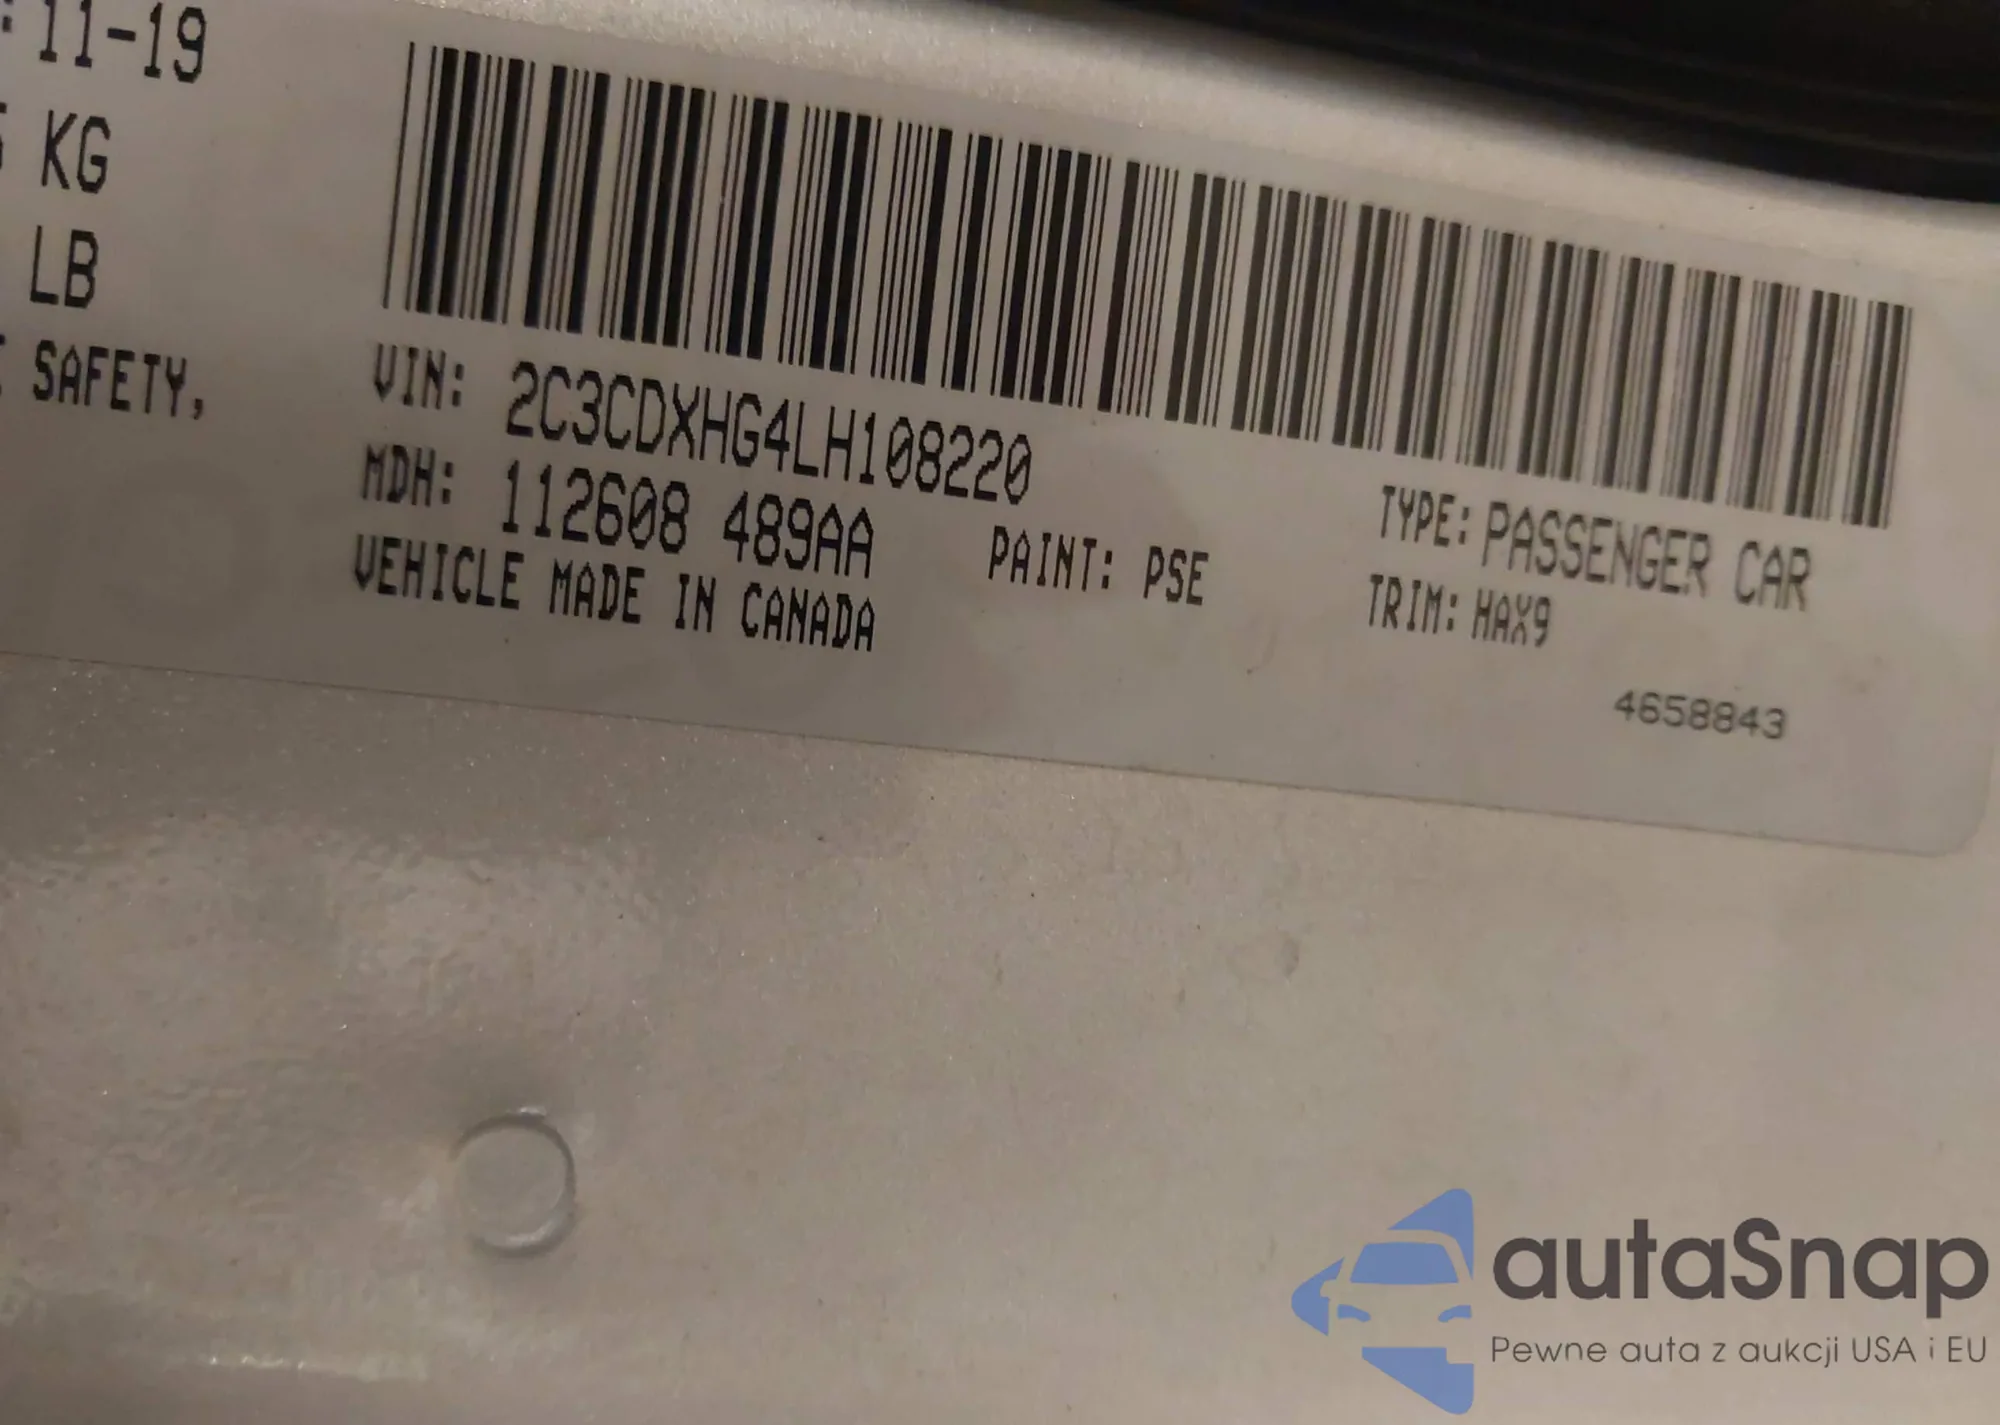 :11-19
KG
LB
SAFETY,
VIN: 2C3CDXHG4LH108220
MDH: 112608 489AA
PAINT: PSE
VEHICLE MADE IN CANADA
TYPE: PASSENGER CAR
TRIM: HAX9
4658843
autaSnap
Pewne auta z aukcji USA i EU